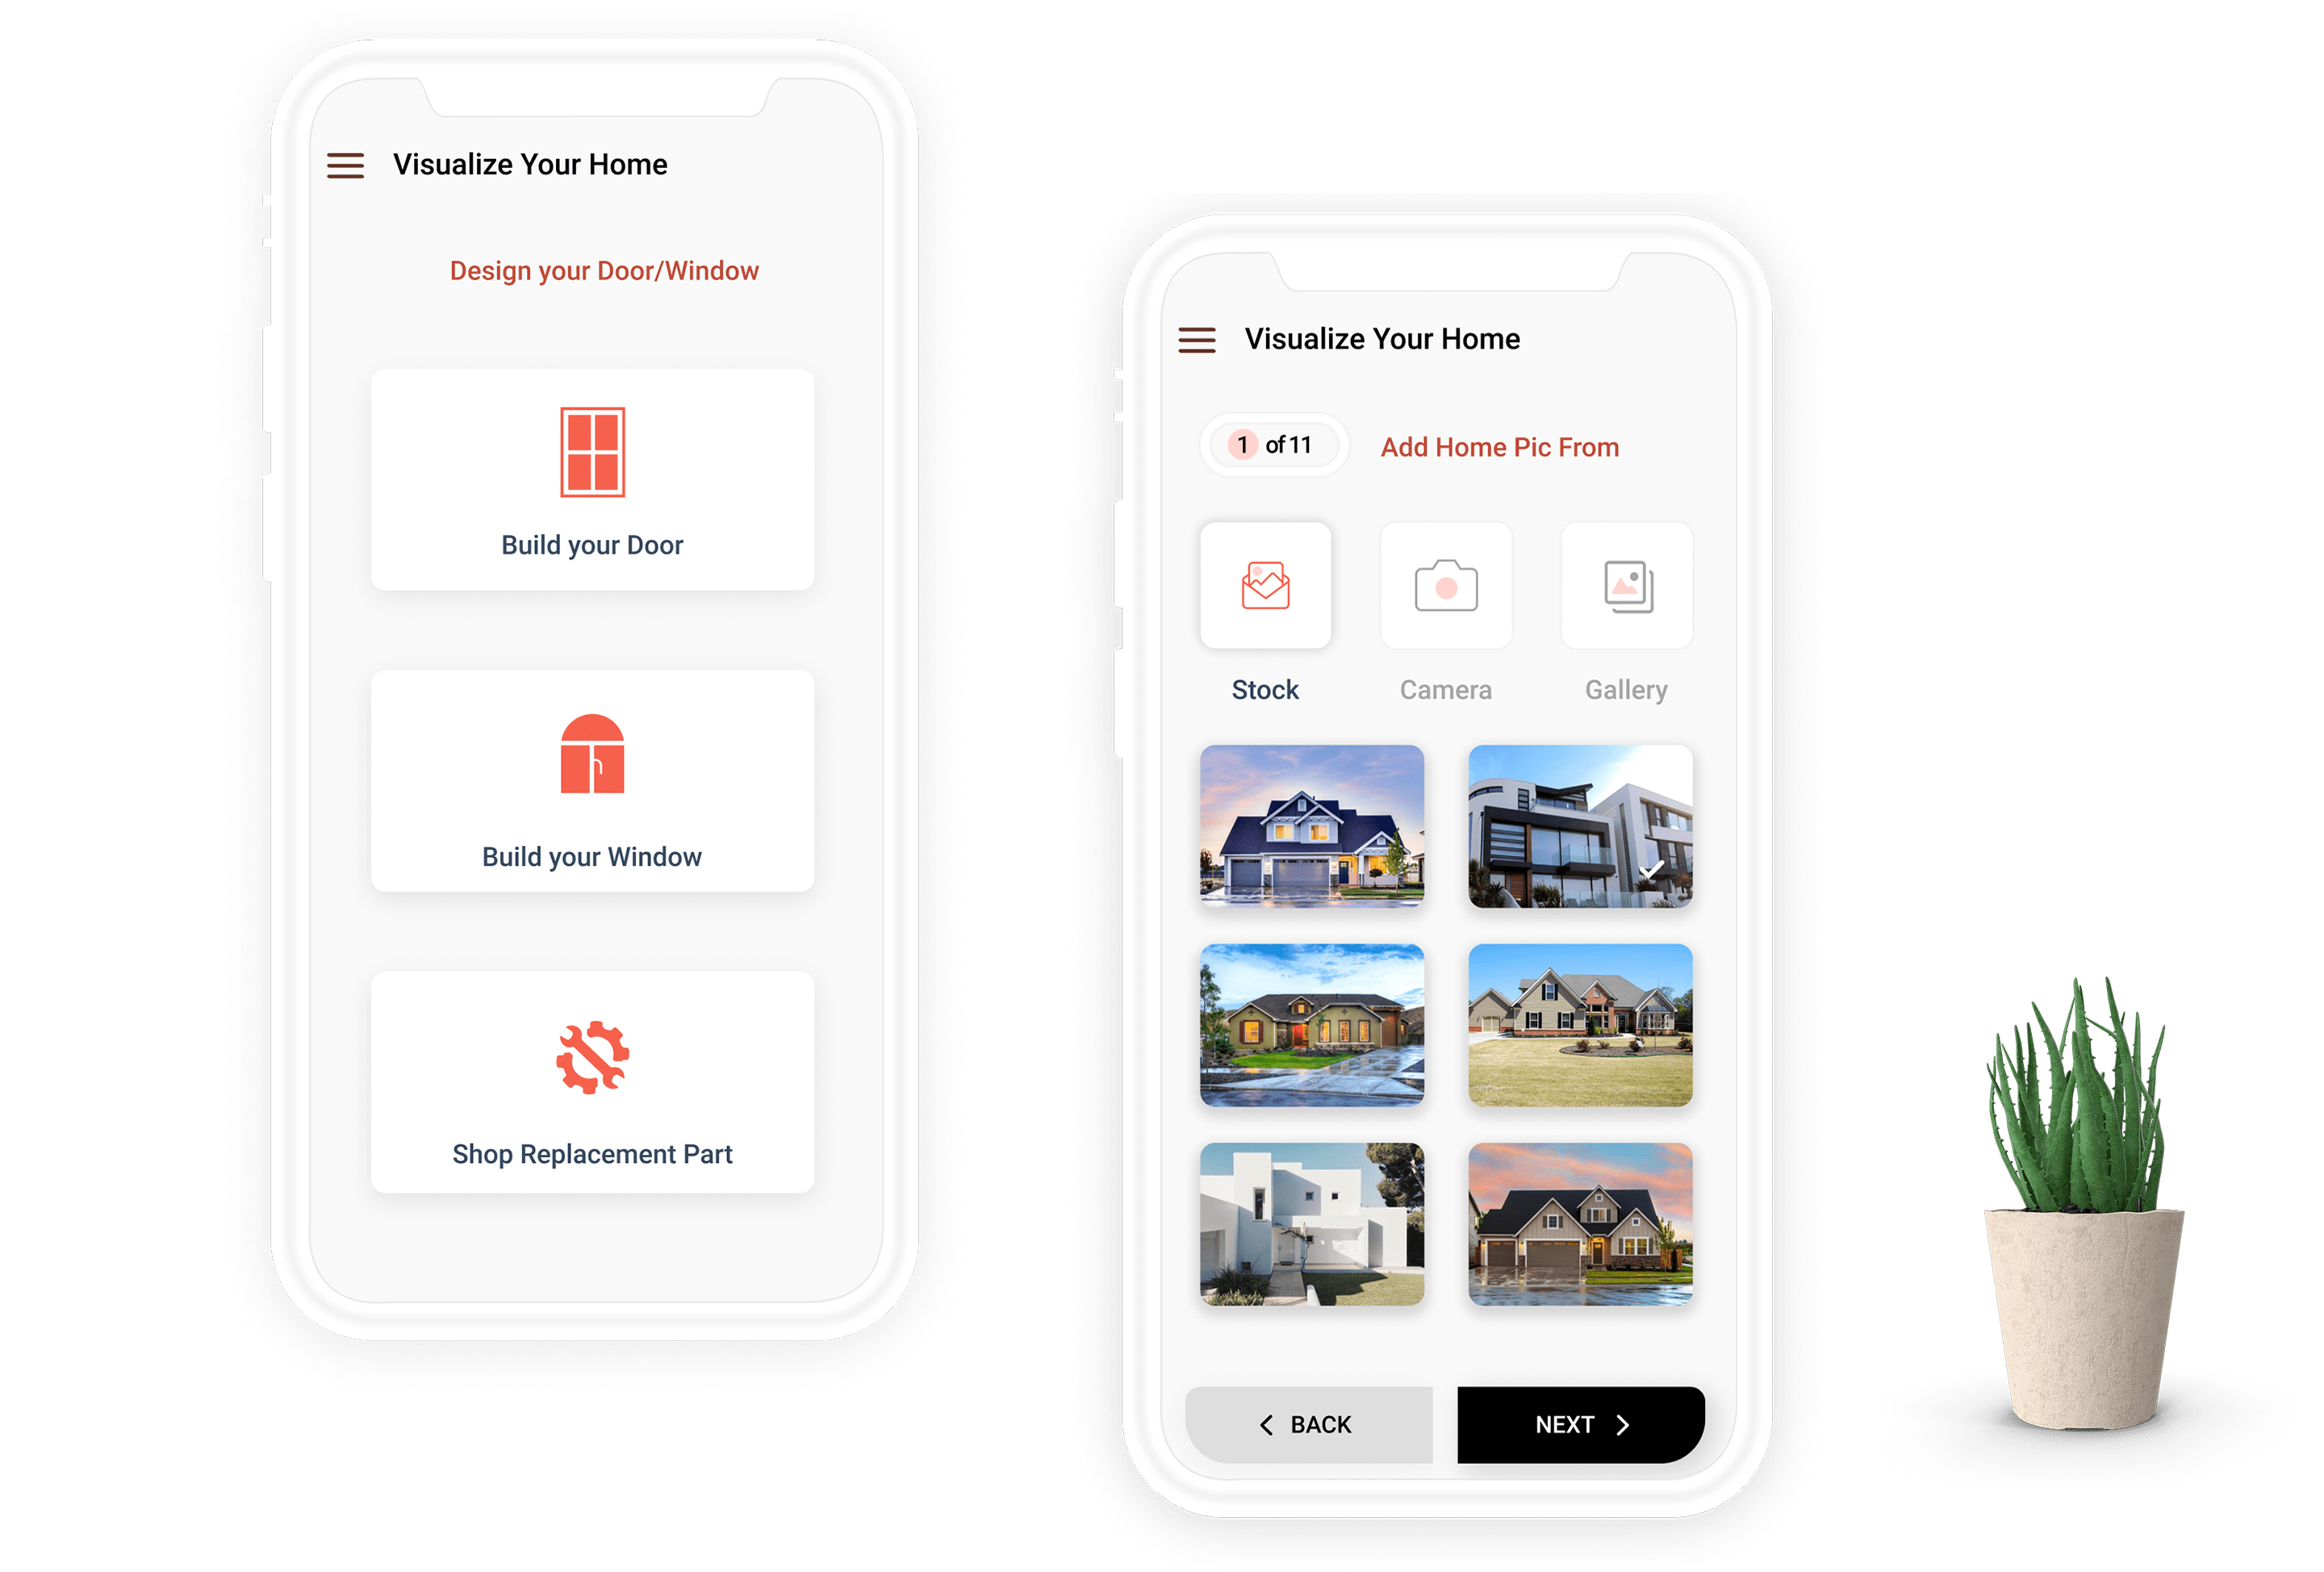 Visualize Your Home
Design your Door/Window
Build your Door
Build your Window
Shop Replacement Part
Visualize Your Home
1 of 11
Add Home Pic From
Stock
Camera
Gallery
BACK
NEXT